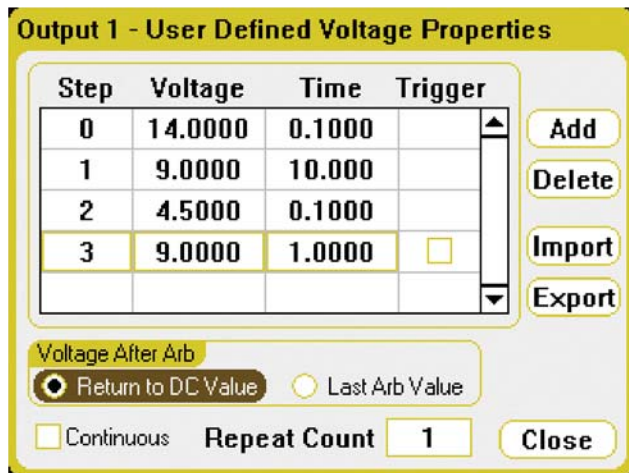 Output 1 - User Defined Voltage Properties
Step Voltage Time Trigger
0 14.0000 0.1000
Add
1 9.0000 10.000
Delete
2 4.5000 0.1000
3 9.0000 1.0000
Import
Export
Voltage After Arb
Return to DC Value Last Arb Value
Continuous Repeat Count 1 Close